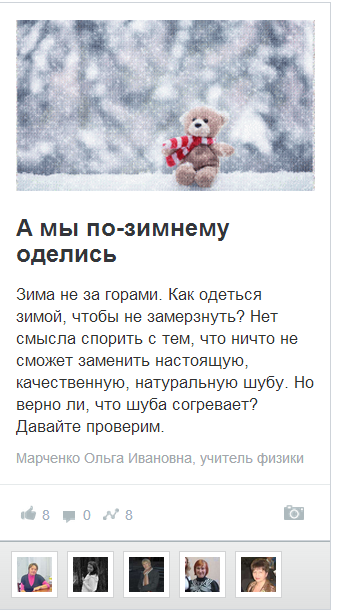 А мы по-зимнему
оделись
Зима не за горами. Как одеться
зимой, чтобы не замерзнуть? Нет
смысла спорить с тем, что ничто не
сможет заменить настоящую,
качественную, натуральную шубу. Но
верно ли, что шуба согревает?
Давайте проверим.
Марченко Ольга Ивановна, учитель физики
8 0 8